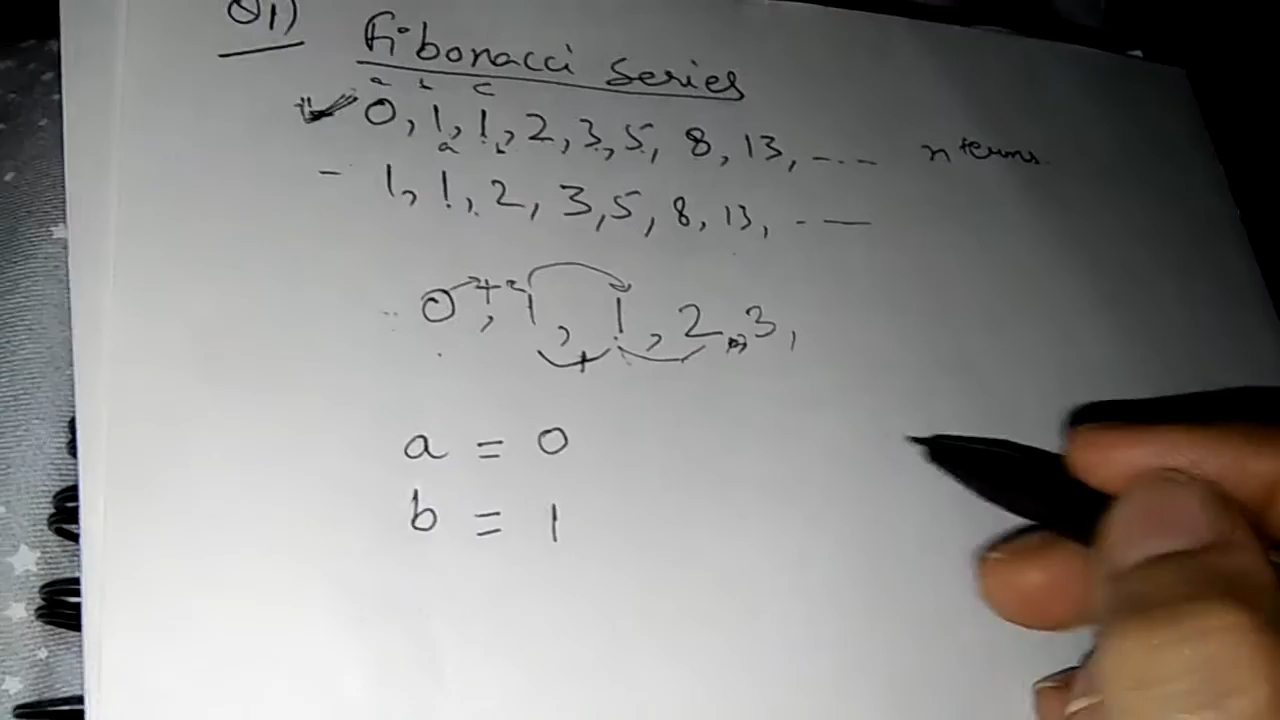 Q1)
Fibonacci Series
a b c
0, 1, 1, 2, 3, 5, 8, 13, ---- n terms
a b
- 1, 1, 2, 3, 5, 8, 13, - —
0 + 1, 1, 2, 3,
+
a = 0
b = 1